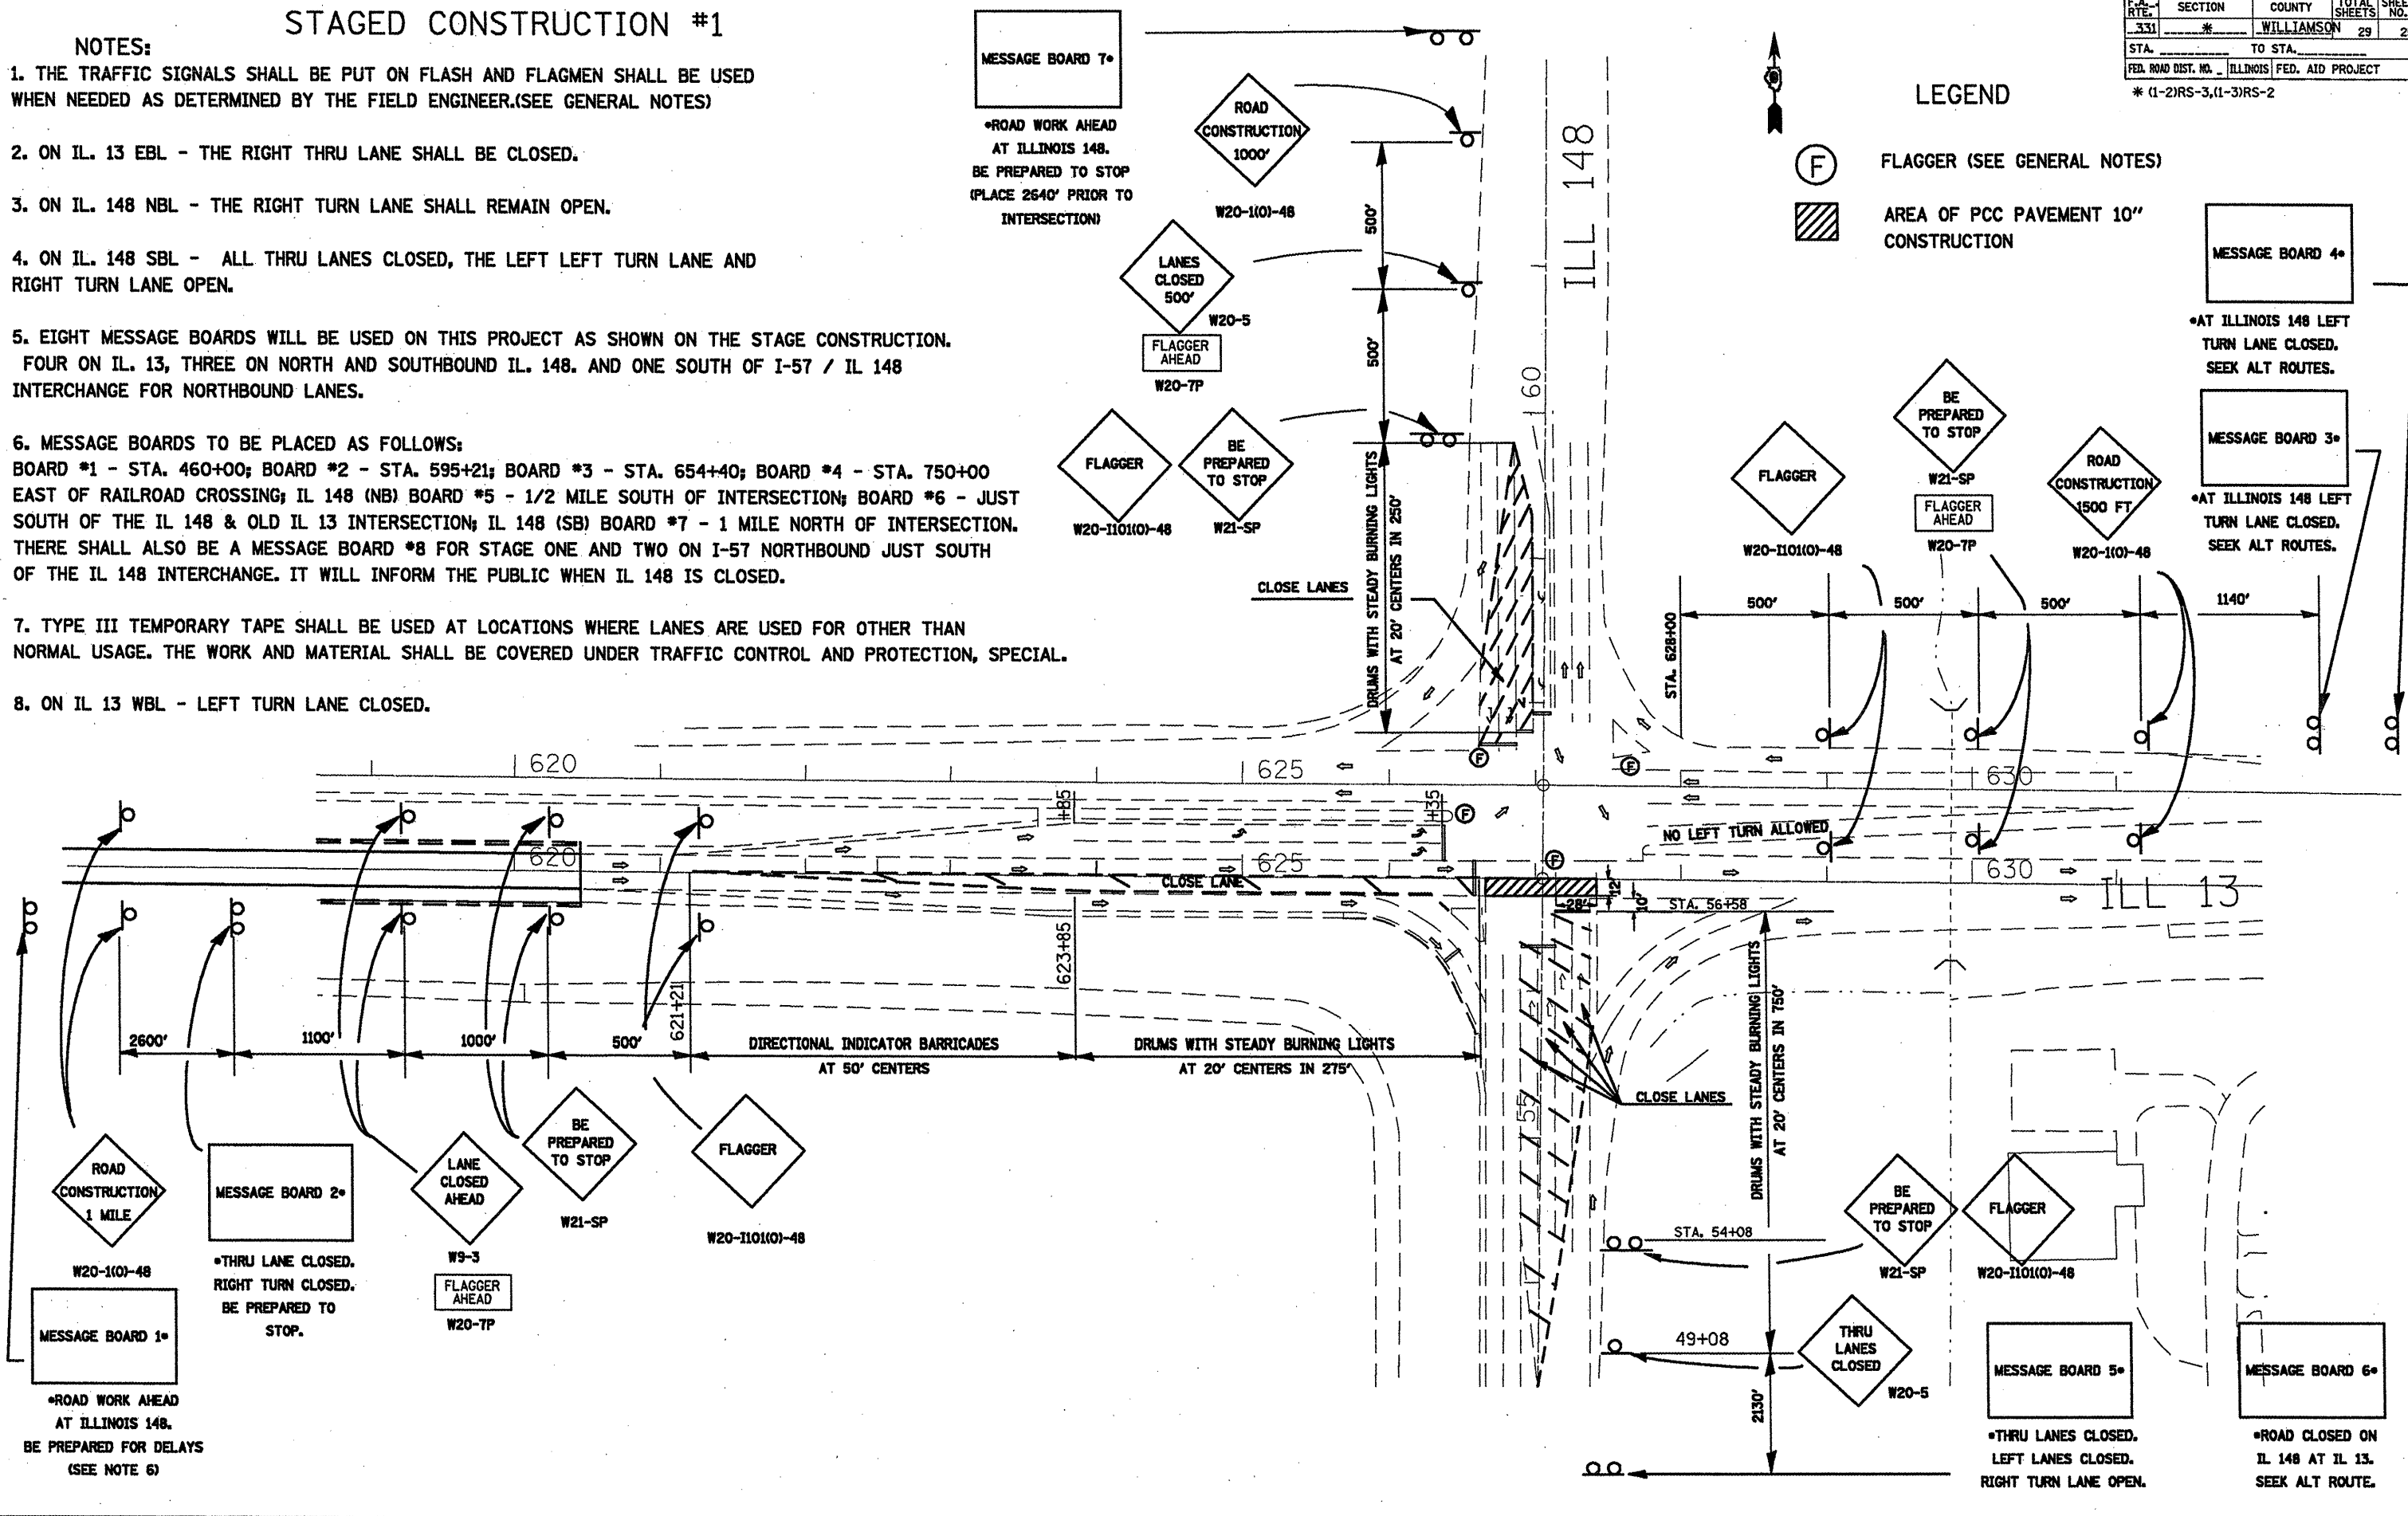 STAGED CONSTRUCTION #1
NOTES:
1. THE TRAFFIC SIGNALS SHALL BE PUT ON FLASH AND FLAGMEN SHALL BE USED
WHEN NEEDED AS DETERMINED BY THE FIELD ENGINEER.(SEE GENERAL NOTES)
2. ON IL. 13 EBL - THE RIGHT THRU LANE SHALL BE CLOSED.
3. ON IL. 148 NBL - THE RIGHT TURN LANE SHALL REMAIN OPEN.
4. ON IL. 148 SBL - ALL THRU LANES CLOSED, THE LEFT LEFT TURN LANE AND
RIGHT TURN LANE OPEN.
5. EIGHT MESSAGE BOARDS WILL BE USED ON THIS PROJECT AS SHOWN ON THE STAGE CONSTRUCTION.
FOUR ON IL. 13, THREE ON NORTH AND SOUTHBOUND IL. 148. AND ONE SOUTH OF I-57 / IL 148
INTERCHANGE FOR NORTHBOUND LANES.
6. MESSAGE BOARDS TO BE PLACED AS FOLLOWS:
BOARD #1 - STA. 460+00; BOARD #2 - STA. 595+21; BOARD #3 - STA. 654+40; BOARD #4 - STA. 750+00
EAST OF RAILROAD CROSSING; IL 148 (NB) BOARD #5 - 1/2 MILE SOUTH OF INTERSECTION; BOARD #6 - JUST
SOUTH OF THE IL 148 & OLD IL 13 INTERSECTION; IL 148 (SB) BOARD #7 - 1 MILE NORTH OF INTERSECTION.
THERE SHALL ALSO BE A MESSAGE BOARD #8 FOR STAGE ONE AND TWO ON I-57 NORTHBOUND JUST SOUTH
OF THE IL 148 INTERCHANGE. IT WILL INFORM THE PUBLIC WHEN IL 148 IS CLOSED.
7. TYPE III TEMPORARY TAPE SHALL BE USED AT LOCATIONS WHERE LANES ARE USED FOR OTHER THAN
NORMAL USAGE. THE WORK AND MATERIAL SHALL BE COVERED UNDER TRAFFIC CONTROL AND PROTECTION, SPECIAL.
8. ON IL 13 WBL - LEFT TURN LANE CLOSED.
MESSAGE BOARD 7*
*ROAD WORK AHEAD
AT ILLINOIS 148.
BE PREPARED TO STOP
(PLACE 2640' PRIOR TO
INTERSECTION)
ROAD
CONSTRUCTION
1000'
W20-1(O)-48
LANES
CLOSED
500'
W20-5
FLAGGER
AHEAD
W20-7P
FLAGGER
W20-I101(O)-48
BE
PREPARED
TO STOP
W21-SP
500'
500'
DRUMS WITH STEADY BURNING LIGHTS
AT 20' CENTERS IN 250'
CLOSE LANES
ILL 148
60
F.A. RTE.
SECTION
COUNTY
TOTAL SHEETS
331
*
WILLIAMSON
29
STA.
TO STA.
FED. ROAD DIST. NO. _
ILLINOIS
FED. AID PROJECT
* (1-2)RS-3,(1-3)RS-2
LEGEND
F
FLAGGER (SEE GENERAL NOTES)
AREA OF PCC PAVEMENT 10"
CONSTRUCTION
MESSAGE BOARD 4*
*AT ILLINOIS 148 LEFT
TURN LANE CLOSED.
SEEK ALT ROUTES.
MESSAGE BOARD 3*
*AT ILLINOIS 148 LEFT
TURN LANE CLOSED.
SEEK ALT ROUTES.
FLAGGER
W20-I101(O)-48
BE
PREPARED
TO STOP
W21-SP
FLAGGER
AHEAD
W20-7P
ROAD
CONSTRUCTION
1500 FT
W20-1(O)-48
STA. 628+00
500'
500'
500'
1140'
620
625
630
F
F
+85
+35
F
NO LEFT TURN ALLOWED
620
625
F
630
CLOSE LANE
12'
28'
10'
STA. 56+58
ILL 13
2600'
1100'
1000'
500'
621+21
DIRECTIONAL INDICATOR BARRICADES
AT 50' CENTERS
623+85
DRUMS WITH STEADY BURNING LIGHTS
AT 20' CENTERS IN 275'
55
CLOSE LANES
DRUMS WITH STEADY BURNING LIGHTS
AT 20' CENTERS IN 750'
ROAD
CONSTRUCTION
1 MILE
W20-1(O)-48
MESSAGE BOARD 2*
*THRU LANE CLOSED.
RIGHT TURN CLOSED.
BE PREPARED TO
STOP.
LANE
CLOSED
AHEAD
W9-3
FLAGGER
AHEAD
W20-7P
BE
PREPARED
TO STOP
W21-SP
FLAGGER
W20-I101(O)-48
MESSAGE BOARD 1*
*ROAD WORK AHEAD
AT ILLINOIS 148.
BE PREPARED FOR DELAYS
(SEE NOTE 6)
STA. 54+08
BE
PREPARED
TO STOP
W21-SP
FLAGGER
W20-I101(O)-48
49+08
THRU
LANES
CLOSED
W20-5
2130'
MESSAGE BOARD 5*
*THRU LANES CLOSED.
LEFT LANES CLOSED.
RIGHT TURN LANE OPEN.
MESSAGE BOARD 6*
*ROAD CLOSED ON
IL 148 AT IL 13.
SEEK ALT ROUTE.